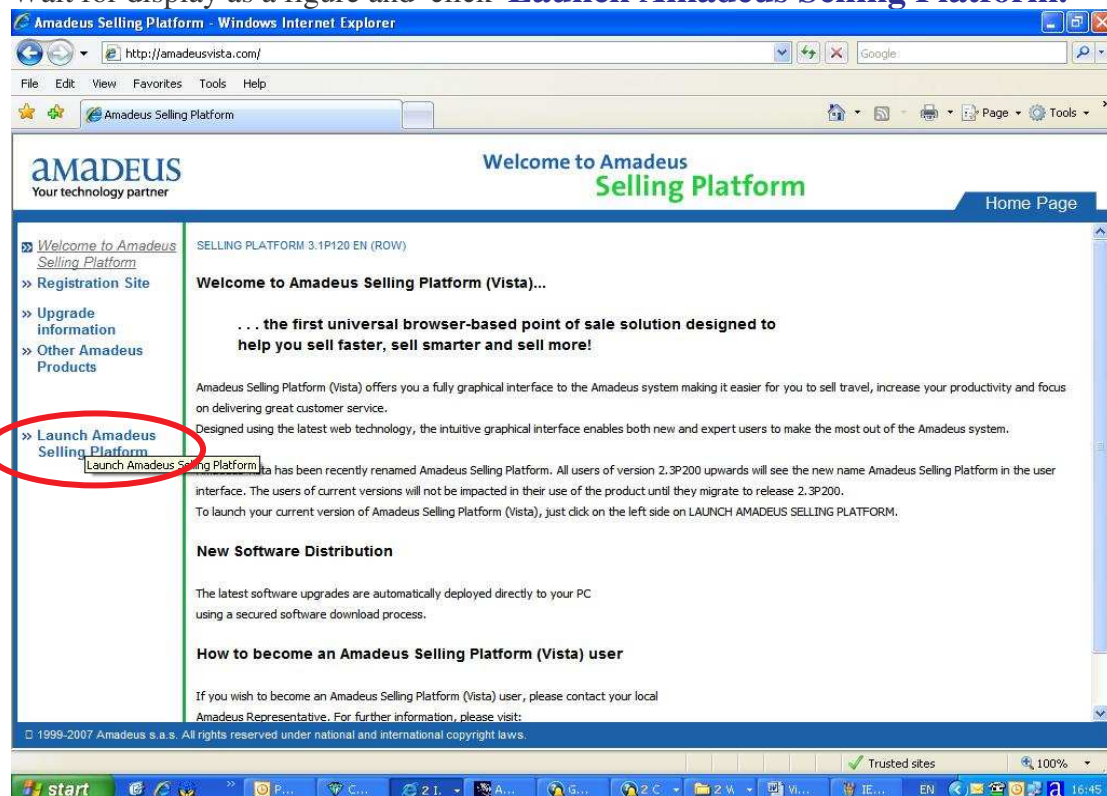 Wait for display as a figure and click "Launch Amadeus Selling Platform."
Amadeus Selling Platform - Windows Internet Explorer
http://amadeusvista.com/
Google
File Edit View Favorites Tools Help
Amadeus Selling Platform
Page Tools
amadeus
Your technology partner
Welcome to Amadeus
Selling Platform
Home Page
» Welcome to Amadeus
Selling Platform
» Registration Site
» Upgrade
information
» Other Amadeus
Products
» Launch Amadeus
Selling Platform
Launch Amadeus Selling Platform
SELLING PLATFORM 3.1P120 EN (ROW)
Welcome to Amadeus Selling Platform (Vista)...
. . . the first universal browser-based point of sale solution designed to
help you sell faster, sell smarter and sell more!
Amadeus Selling Platform (Vista) offers you a fully graphical interface to the Amadeus system making it easier for you to sell travel, increase your productivity and focus
on delivering great customer service.
Designed using the latest web technology, the intuitive graphical interface enables both new and expert users to make the most out of the Amadeus system.
has been recently renamed Amadeus Selling Platform. All users of version 2.3P200 upwards will see the new name Amadeus Selling Platform in the user
interface. The users of current versions will not be impacted in their use of the product until they migrate to release 2.3P200.
To launch your current version of Amadeus Selling Platform (Vista), just click on the left side on LAUNCH AMADEUS SELLING PLATFORM.
New Software Distribution
The latest software upgrades are automatically deployed directly to your PC
using a secured software download process.
How to become an Amadeus Selling Platform (Vista) user
If you wish to become an Amadeus Selling Platform (Vista) user, please contact your local
Amadeus Representative. For further information, please visit:
1999-2007 Amadeus s.a.s. All rights reserved under national and international copyright laws.
Trusted sites 100%
start P... C... 2 I. A... G... 2 C 2 W Vi... IE... EN a 16:45